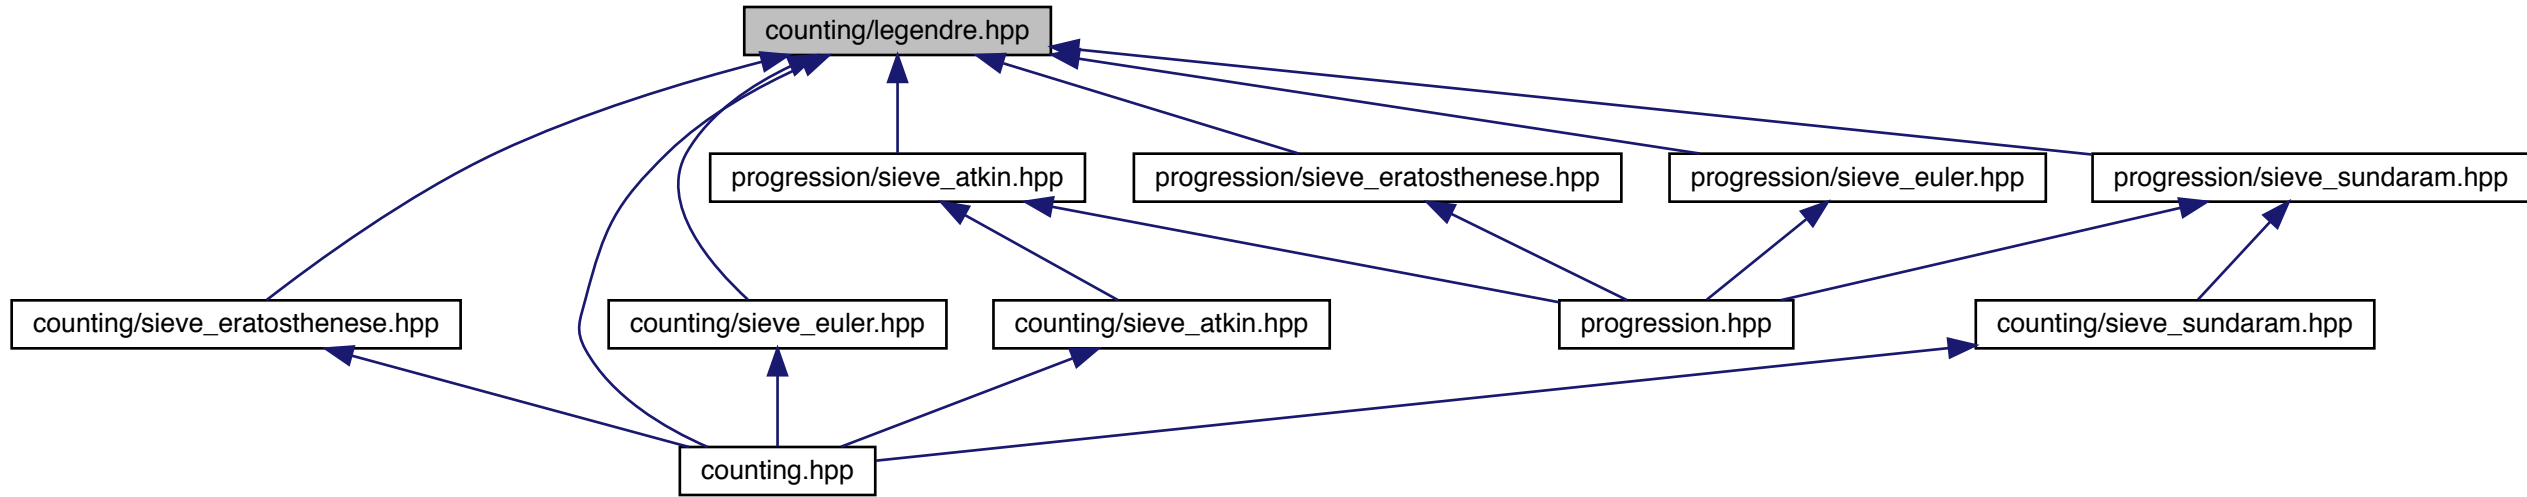 counting/legendre.hpp
progression/sieve_atkin.hpp
progression/sieve_eratosthenese.hpp
progression/sieve_euler.hpp
progression/sieve_sundaram.hpp
counting/sieve_eratosthenese.hpp
counting/sieve_euler.hpp
counting/sieve_atkin.hpp
progression.hpp
counting/sieve_sundaram.hpp
counting.hpp